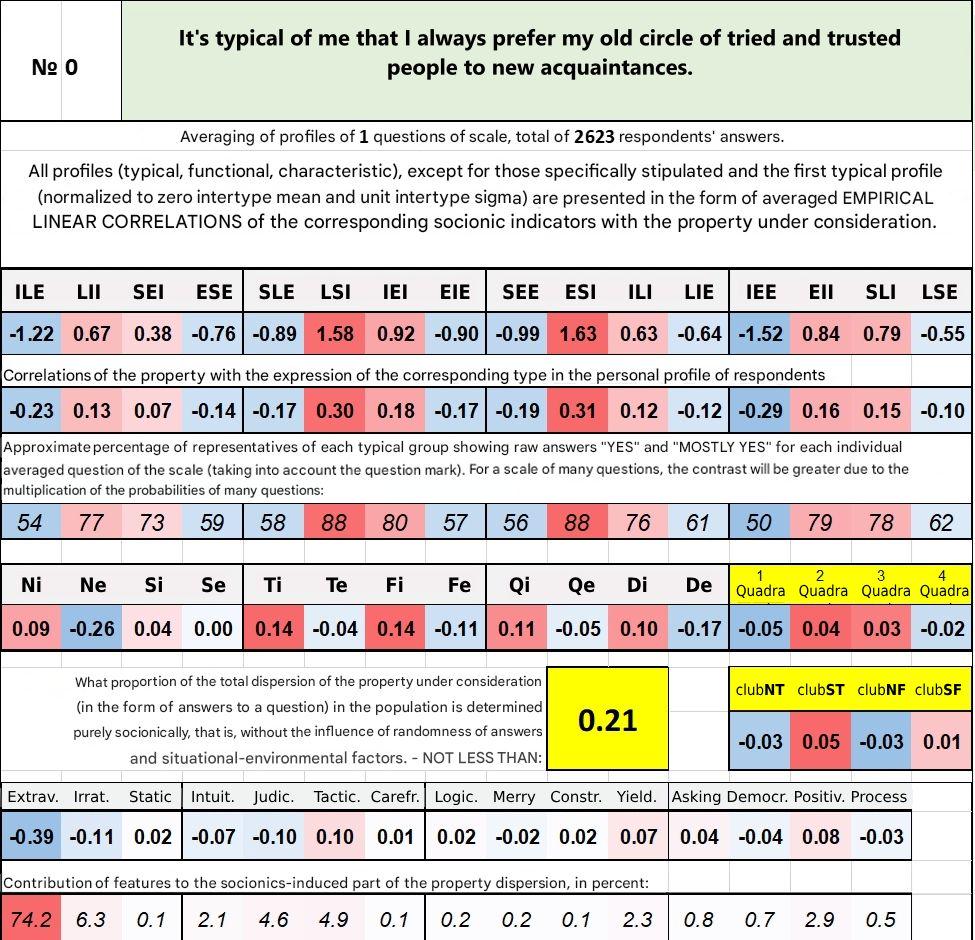 № 0
It's typical of me that I always prefer my old circle of tried and trusted
people to new acquaintances.
Averaging of profiles of 1 questions of scale, total of 2623 respondents' answers.
All profiles (typical, functional, characteristic), except for those specifically stipulated and the first typical profile
(normalized to zero intertype mean and unit intertype sigma) are presented in the form of averaged EMPIRICAL
LINEAR CORRELATIONS of the corresponding socionic indicators with the property under consideration.
ILE LII SEI ESE SLE LSI IEI EIE SEE ESI ILI LIE IEE EII SLI LSE
-1.22 0.67 0.38 -0.76 -0.89 1.58 0.92 -0.90 -0.99 1.63 0.63 -0.64 -1.52 0.84 0.79 -0.55
Correlations of the property with the expression of the corresponding type in the personal profile of respondents
-0.23 0.13 0.07 -0.14 -0.17 0.30 0.18 -0.17 -0.19 0.31 0.12 -0.12 -0.29 0.16 0.15 -0.10
Approximate percentage of representatives of each typical group showing raw answers "YES" and "MOSTLY YES" for each individual
averaged question of the scale (taking into account the question mark). For a scale of many questions, the contrast will be greater due to the
multiplication of the probabilities of many questions:
54 77 73 59 58 88 80 57 56 88 76 61 50 79 78 62
Ni Ne Si Se Ti Te Fi Fe Qi Qe Di De 1 Quadra 2 Quadra 3 Quadra 4 Quadra
0.09 -0.26 0.04 0.00 0.14 -0.04 0.14 -0.11 0.11 -0.05 0.10 -0.17 -0.05 0.04 0.03 -0.02
What proportion of the total dispersion of the property under consideration
(in the form of answers to a question) in the population is determined
purely socionically, that is, without the influence of randomness of answers
and situational-environmental factors. - NOT LESS THAN:
0.21
clubNT clubST clubNF clubSF
-0.03 0.05 -0.03 0.01
Extrav. Irrat. Static Intuit. Judic. Tactic. Carefr. Logic. Merry Constr. Yield. Asking Democr. Positiv. Process
-0.39 -0.11 0.02 -0.07 -0.10 0.10 0.01 0.02 -0.02 0.02 0.07 0.04 -0.04 0.08 -0.03
Contribution of features to the socionics-induced part of the property dispersion, in percent:
74.2 6.3 0.1 2.1 4.6 4.9 0.1 0.2 0.2 0.1 2.3 0.8 0.7 2.9 0.5